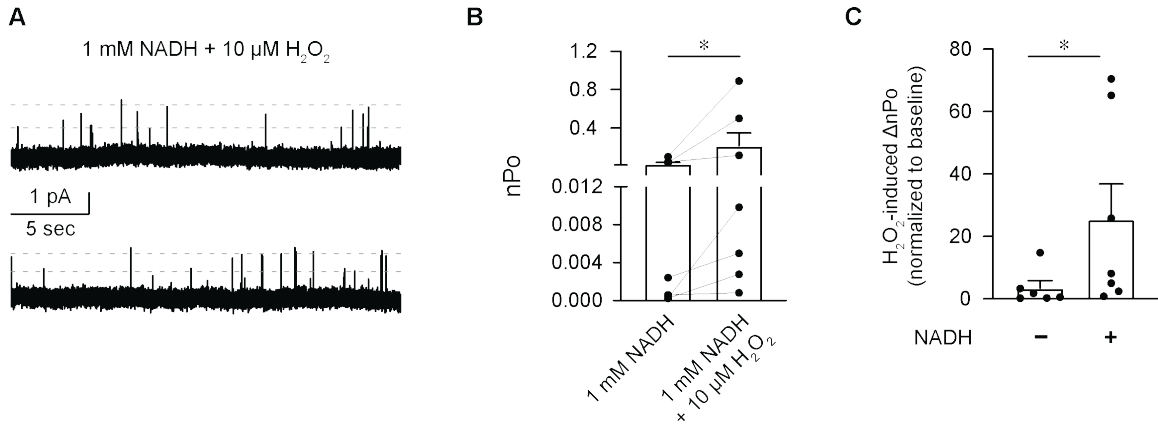 A
1 mM NADH + 10 µM H₂O₂
1 pA
5 sec
B
*
nPo
1.2
0.8
0.4
0.012
0.008
0.004
0.000
1 mM NADH
1 mM NADH
+ 10 µM H₂O₂
C
*
H₂O₂-induced ΔnPo
(normalized to baseline)
80
60
40
20
0
NADH − +